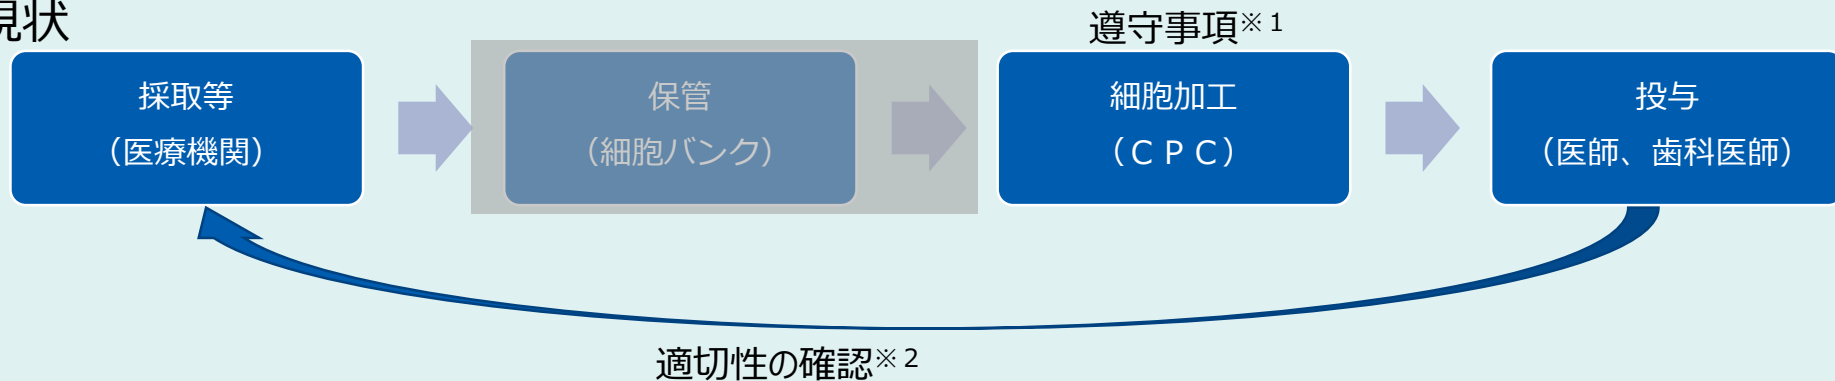 現状
遵守事項※１
採取等
（医療機関）
保管
（細胞バンク）
細胞加工
（ＣＰＣ）
投与
（医師、歯科医師）
適切性の確認※２